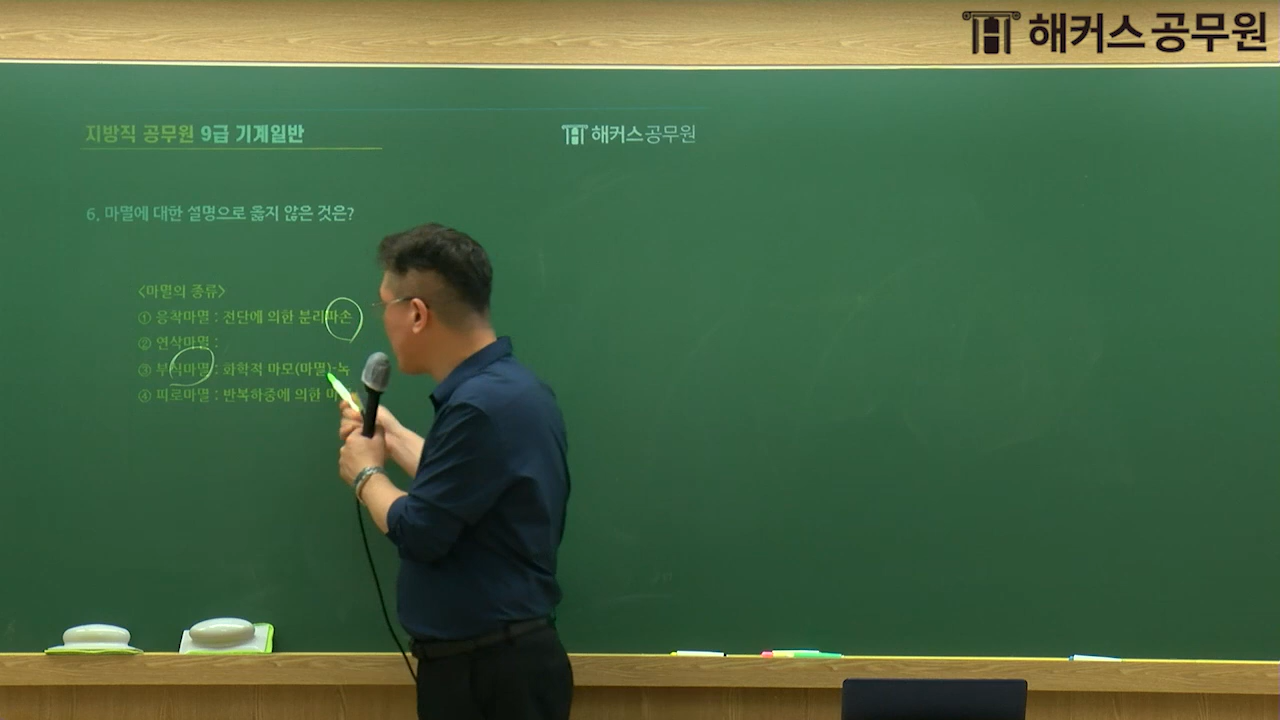 해커스공무원
지방직 공무원 9급 기계일반
해커스공무원
6. 마멸에 대한 설명으로 옳지 않은 것은?
<마멸의 종류>
① 응착마멸 : 전단에 의한 분리파손
② 연삭마멸 :
③ 부식마멸 : 화학적 마모(마멸)-녹
④ 피로마멸 : 반복하중에 의한